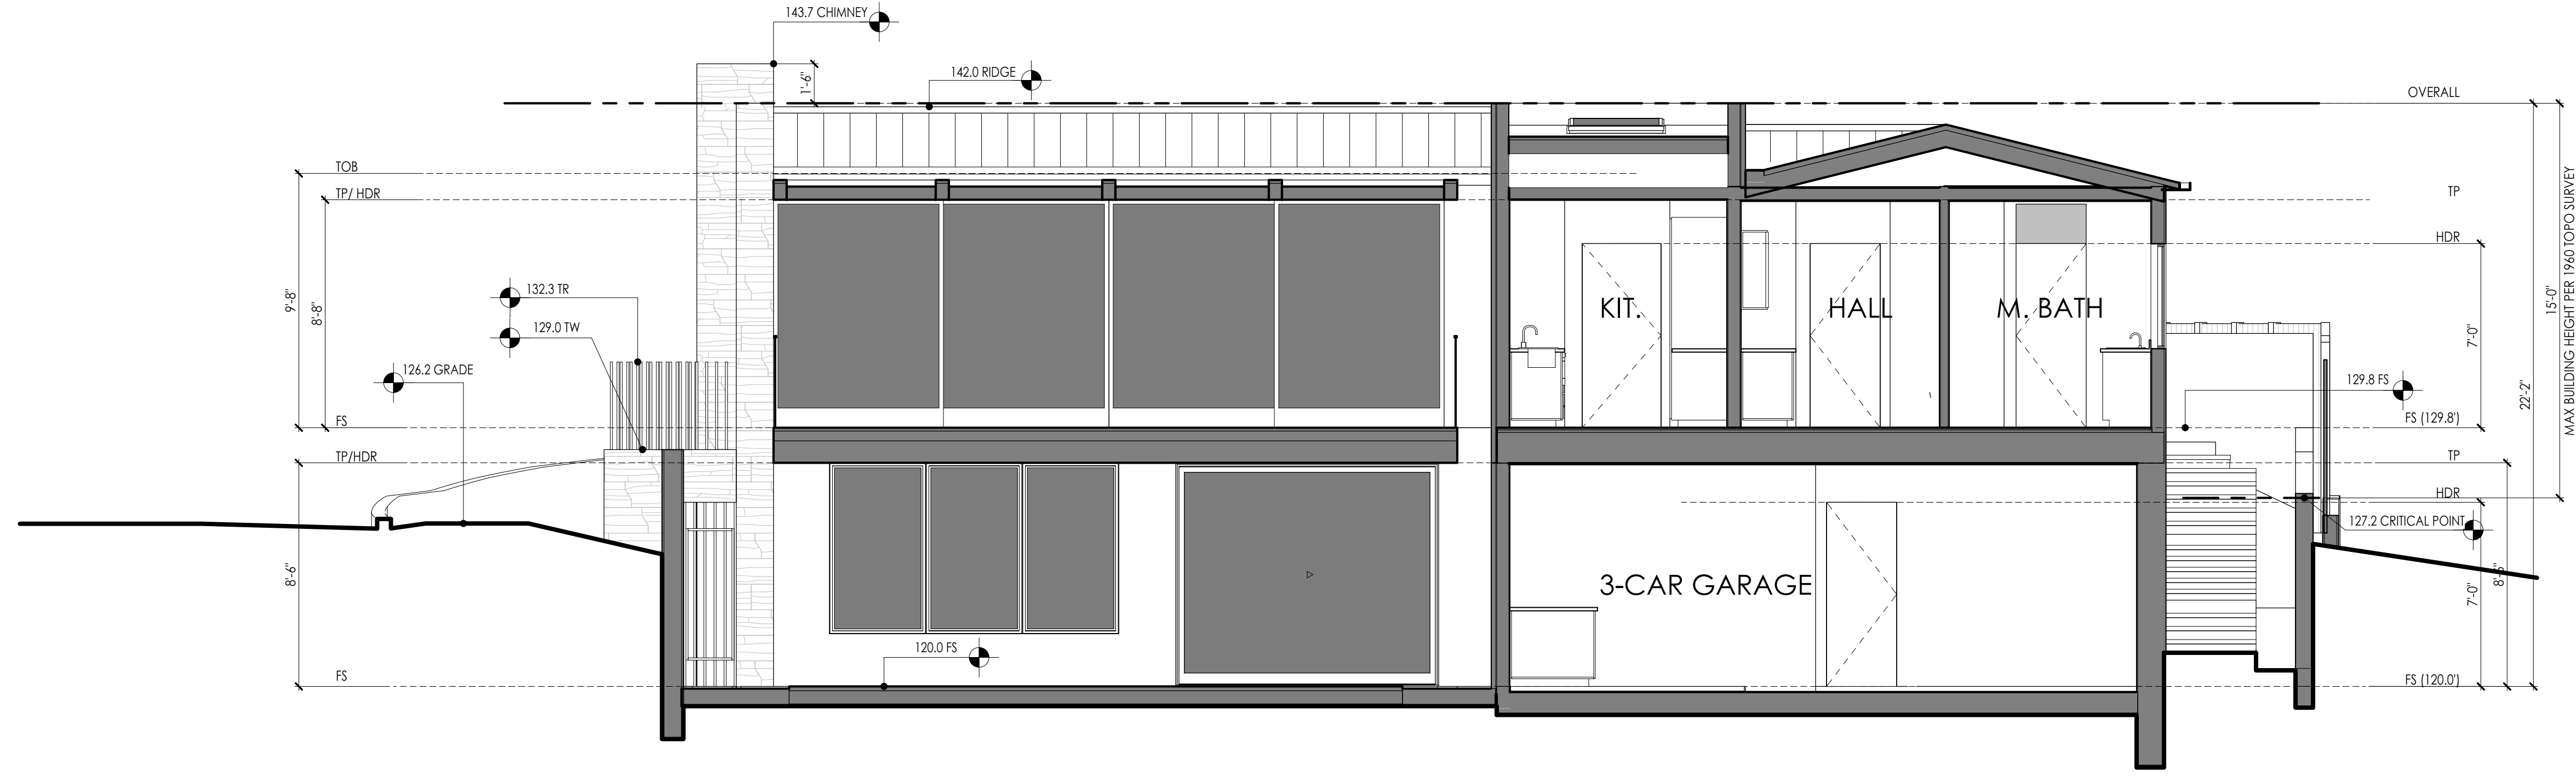 143.7 CHIMNEY
1'-6"
142.0 RIDGE
OVERALL
TOB
TP/ HDR
TP
HDR
9'-8"
8'-8"
132.3 TR
129.0 TW
126.2 GRADE
KIT.
HALL
M. BATH
7'-0"
15'-0"
MAX BUILDING HEIGHT PER 1960 TOPO SURVEY
22'-2"
129.8 FS
FS
FS (129.8')
TP/HDR
TP
HDR
127.2 CRITICAL POINT
8'-6"
3-CAR GARAGE
7'-0"
120.0 FS
FS
FS (120.0')